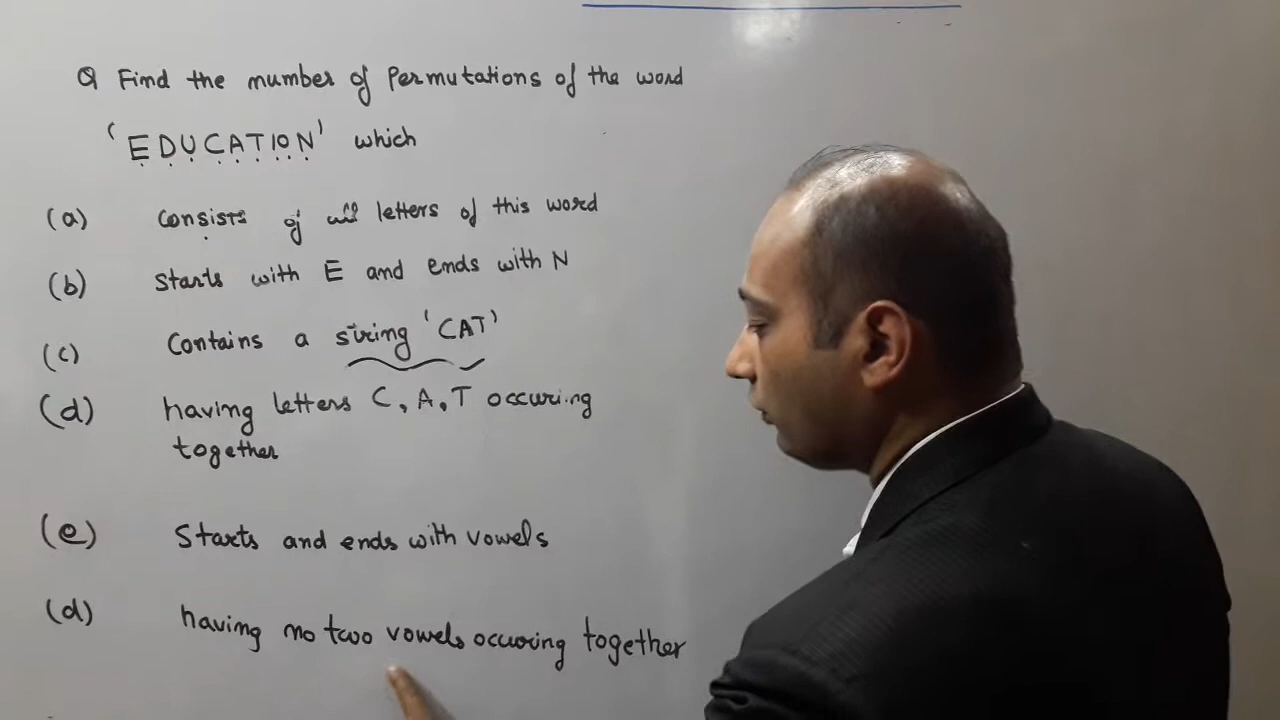 Q Find the number of permutations of the word
'EDUCATION' which
(a) consists of all letters of this word
(b) starts with E and ends with N
(c) Contains a string 'CAT'
(d) having letters C, A, T occuring
together
(e) Starts and ends with vowels
(d) having no two vowels occuring together